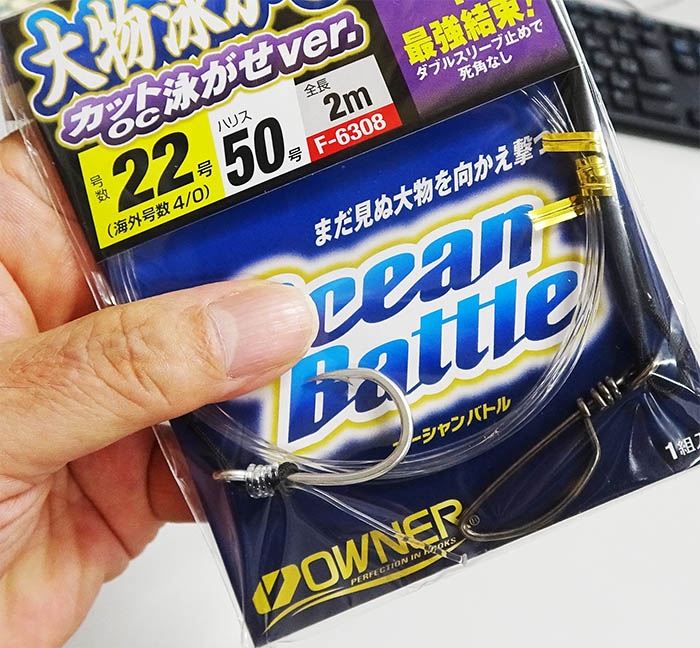 大物泳がせ
カットOC泳がせver.
最強結束!
ダブルスリーブ止めで
死角なし
号数 22号
(海外号数 4/0)
ハリス 50号
全長 2m
F-6308
まだ見ぬ大物を向かえ撃つ
Ocean
Battle
オーシャンバトル
1組入
OWNER®
PERFECTION IN HOOKS